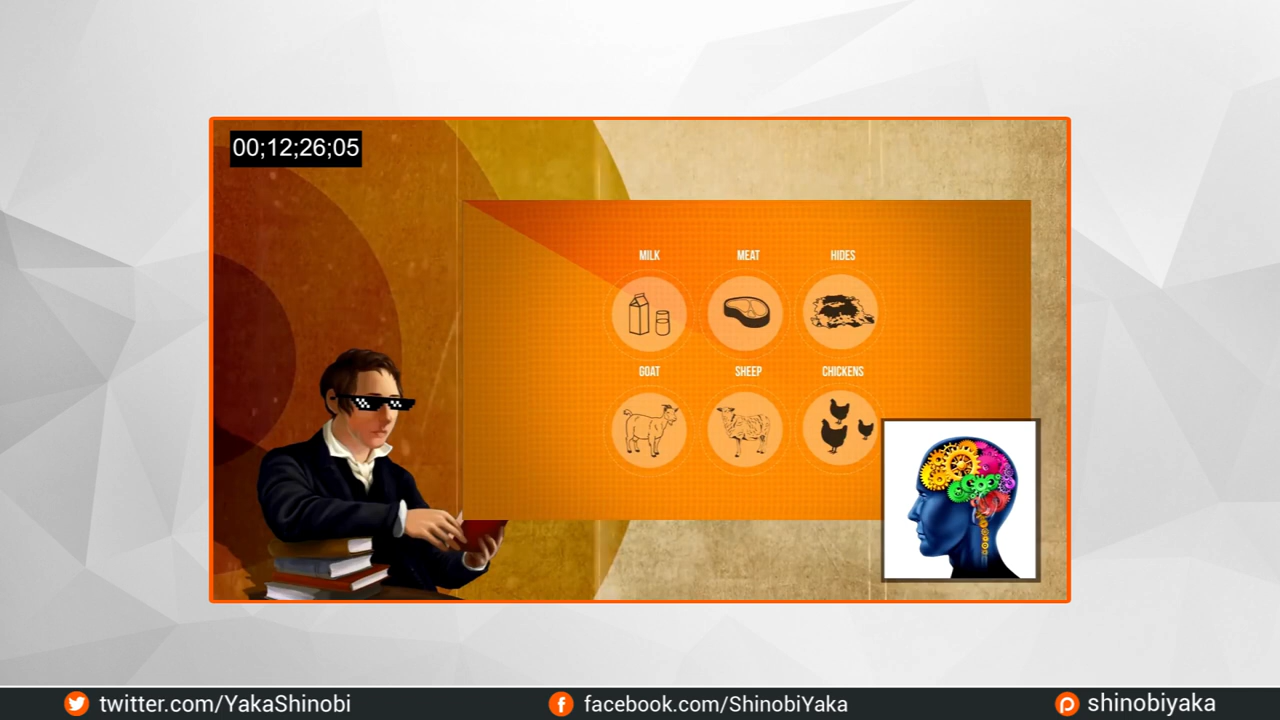 00;12;26;05
MILK MEAT HIDES
GOAT SHEEP CHICKENS
twitter.com/YakaShinobi facebook.com/ShinobiYaka shinobiyaka